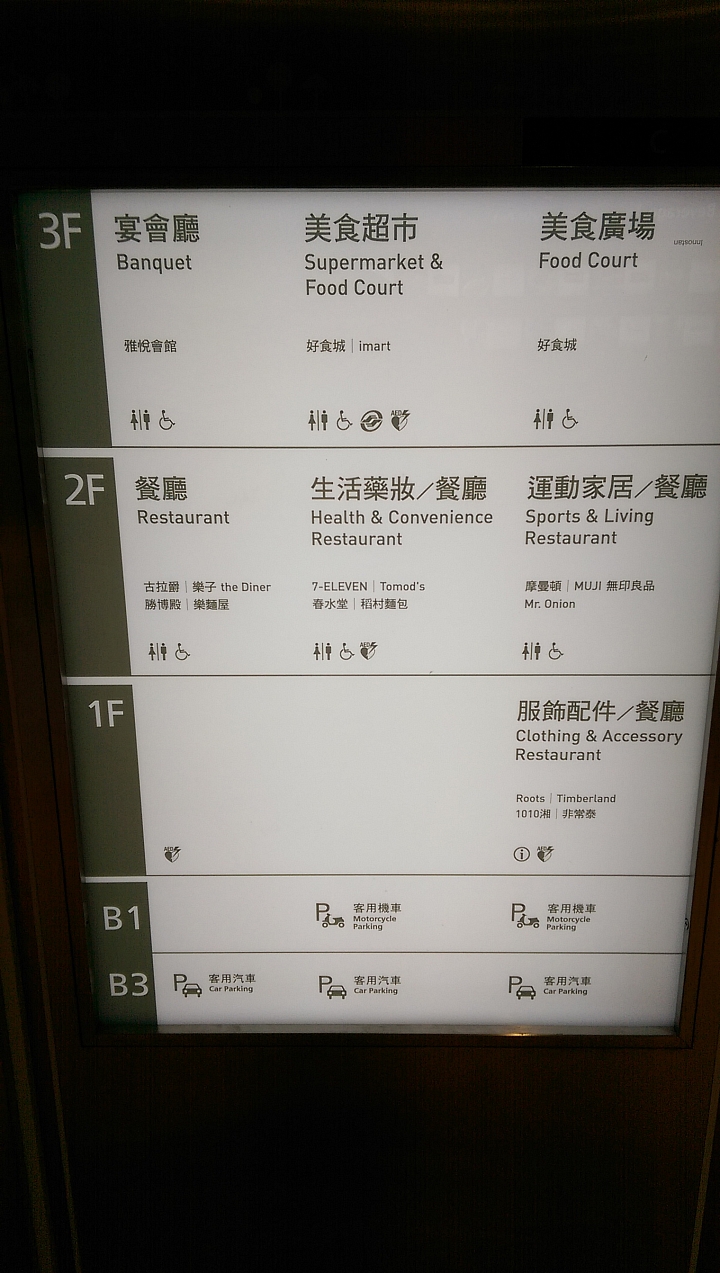 3F
宴會廳
Banquet
雅悅會館
美食超市
Supermarket &
Food Court
好食城｜imart
AED
美食廣場
Food Court
好食城
2F
餐廳
Restaurant
古拉爵｜樂子 the Diner
勝博殿｜樂麵屋
生活藥妝／餐廳
Health & Convenience
Restaurant
7-ELEVEN｜Tomod's
春水堂｜稻村麵包
AED
運動家居／餐廳
Sports & Living
Restaurant
摩曼頓｜MUJI 無印良品
Mr. Onion
1F
AED
服飾配件／餐廳
Clothing & Accessory
Restaurant
Roots｜Timberland
1010湘｜非常泰
AED
B1
P
客用機車
Motorcycle
Parking
P
客用機車
Motorcycle
Parking
B3
P
客用汽車
Car Parking
P
客用汽車
Car Parking
P
客用汽車
Car Parking